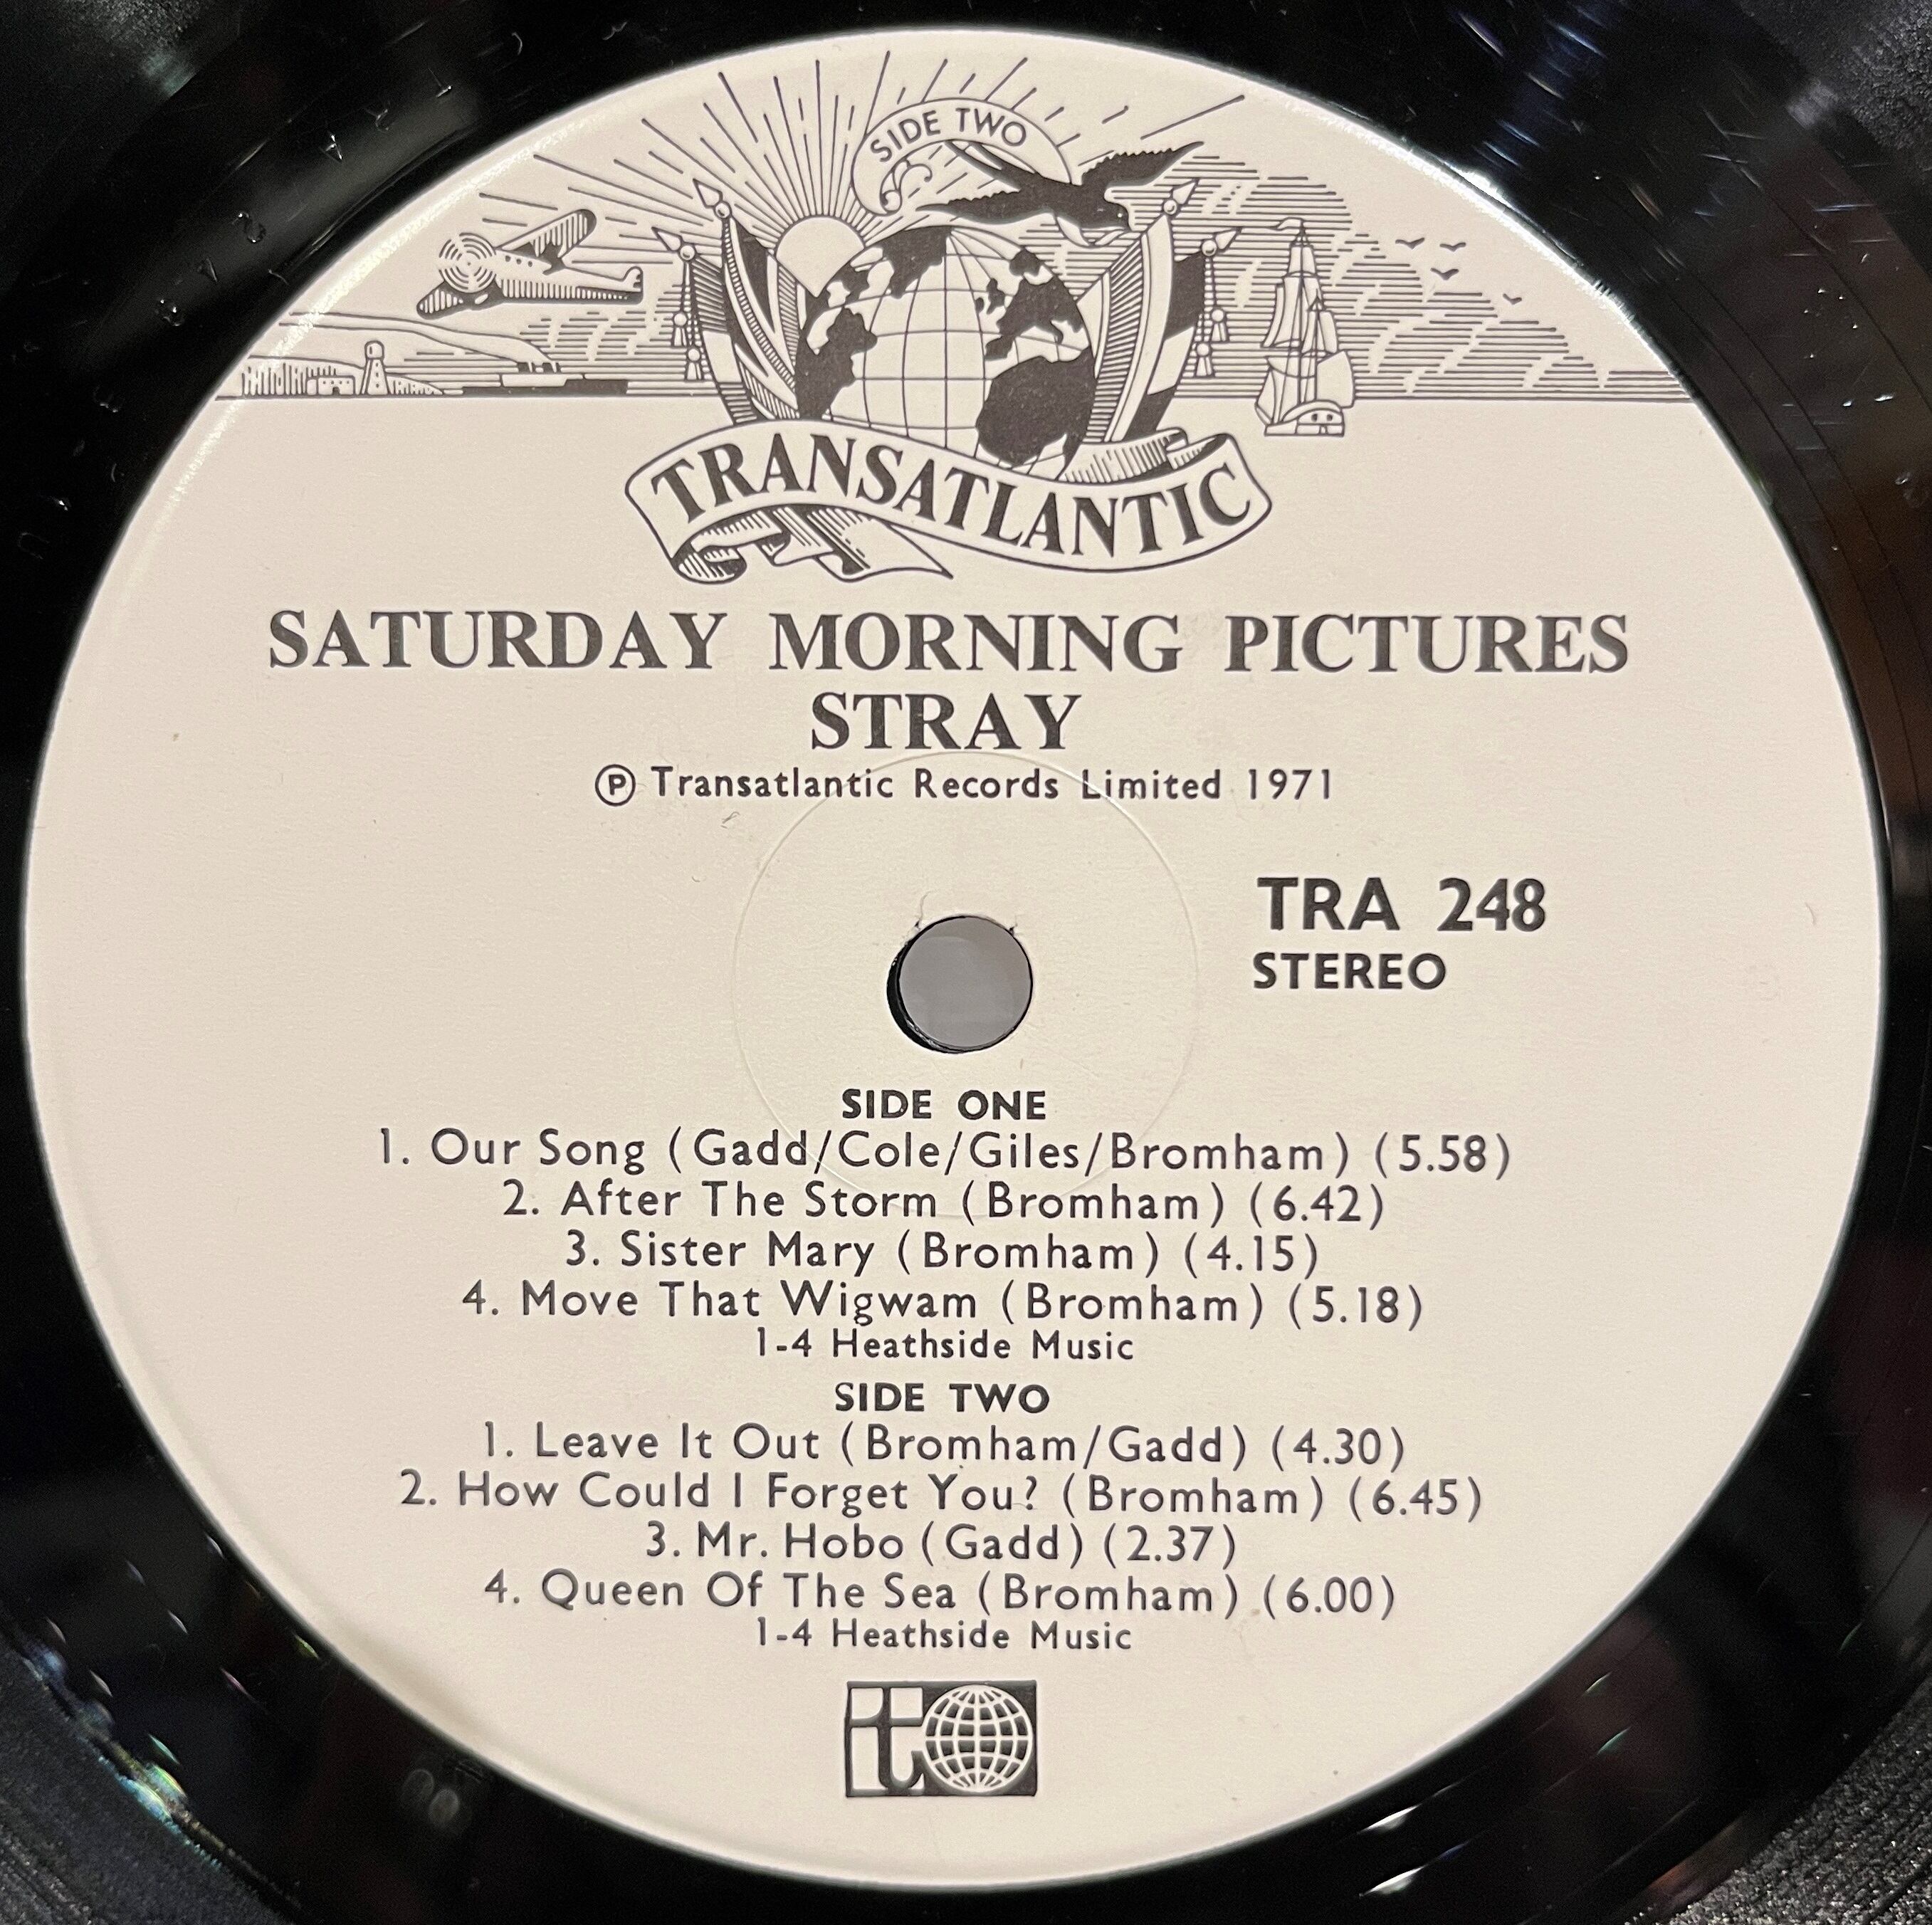 SIDE TWO
TRANSATLANTIC
SATURDAY MORNING PICTURES
STRAY
Ⓟ Transatlantic Records Limited 1971
TRA 248
STEREO
SIDE ONE
1. Our Song (Gadd/Cole/Giles/Bromham) (5.58)
2. After The Storm (Bromham) (6.42)
3. Sister Mary (Bromham) (4.15)
4. Move That Wigwam (Bromham) (5.18)
1-4 Heathside Music
SIDE TWO
1. Leave It Out (Bromham/Gadd) (4.30)
2. How Could I Forget You? (Bromham) (6.45)
3. Mr. Hobo (Gadd) (2.37)
4. Queen Of The Sea (Bromham) (6.00)
1-4 Heathside Music
t